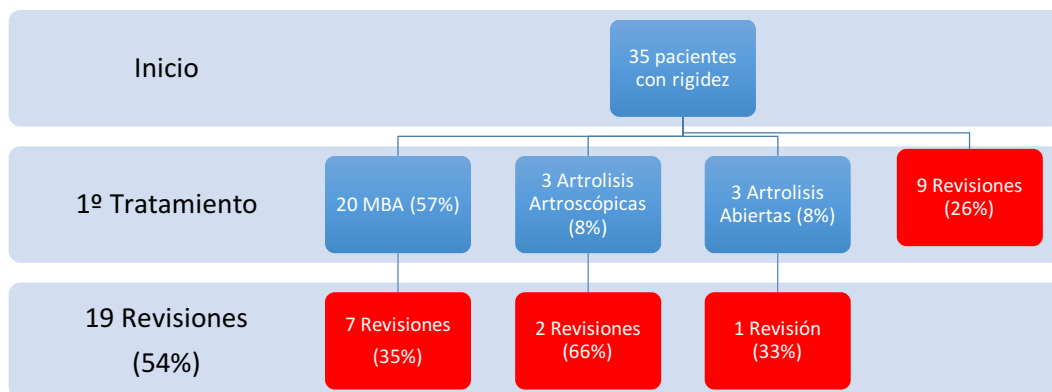 Inicio
35 pacientes
con rigidez
1º Tratamiento
20 MBA (57%)
3 Artrolisis
Artroscópicas
(8%)
3 Artrolisis
Abiertas (8%)
9 Revisiones
(26%)
19 Revisiones
(54%)
7 Revisiones
(35%)
2 Revisiones
(66%)
1 Revisión
(33%)